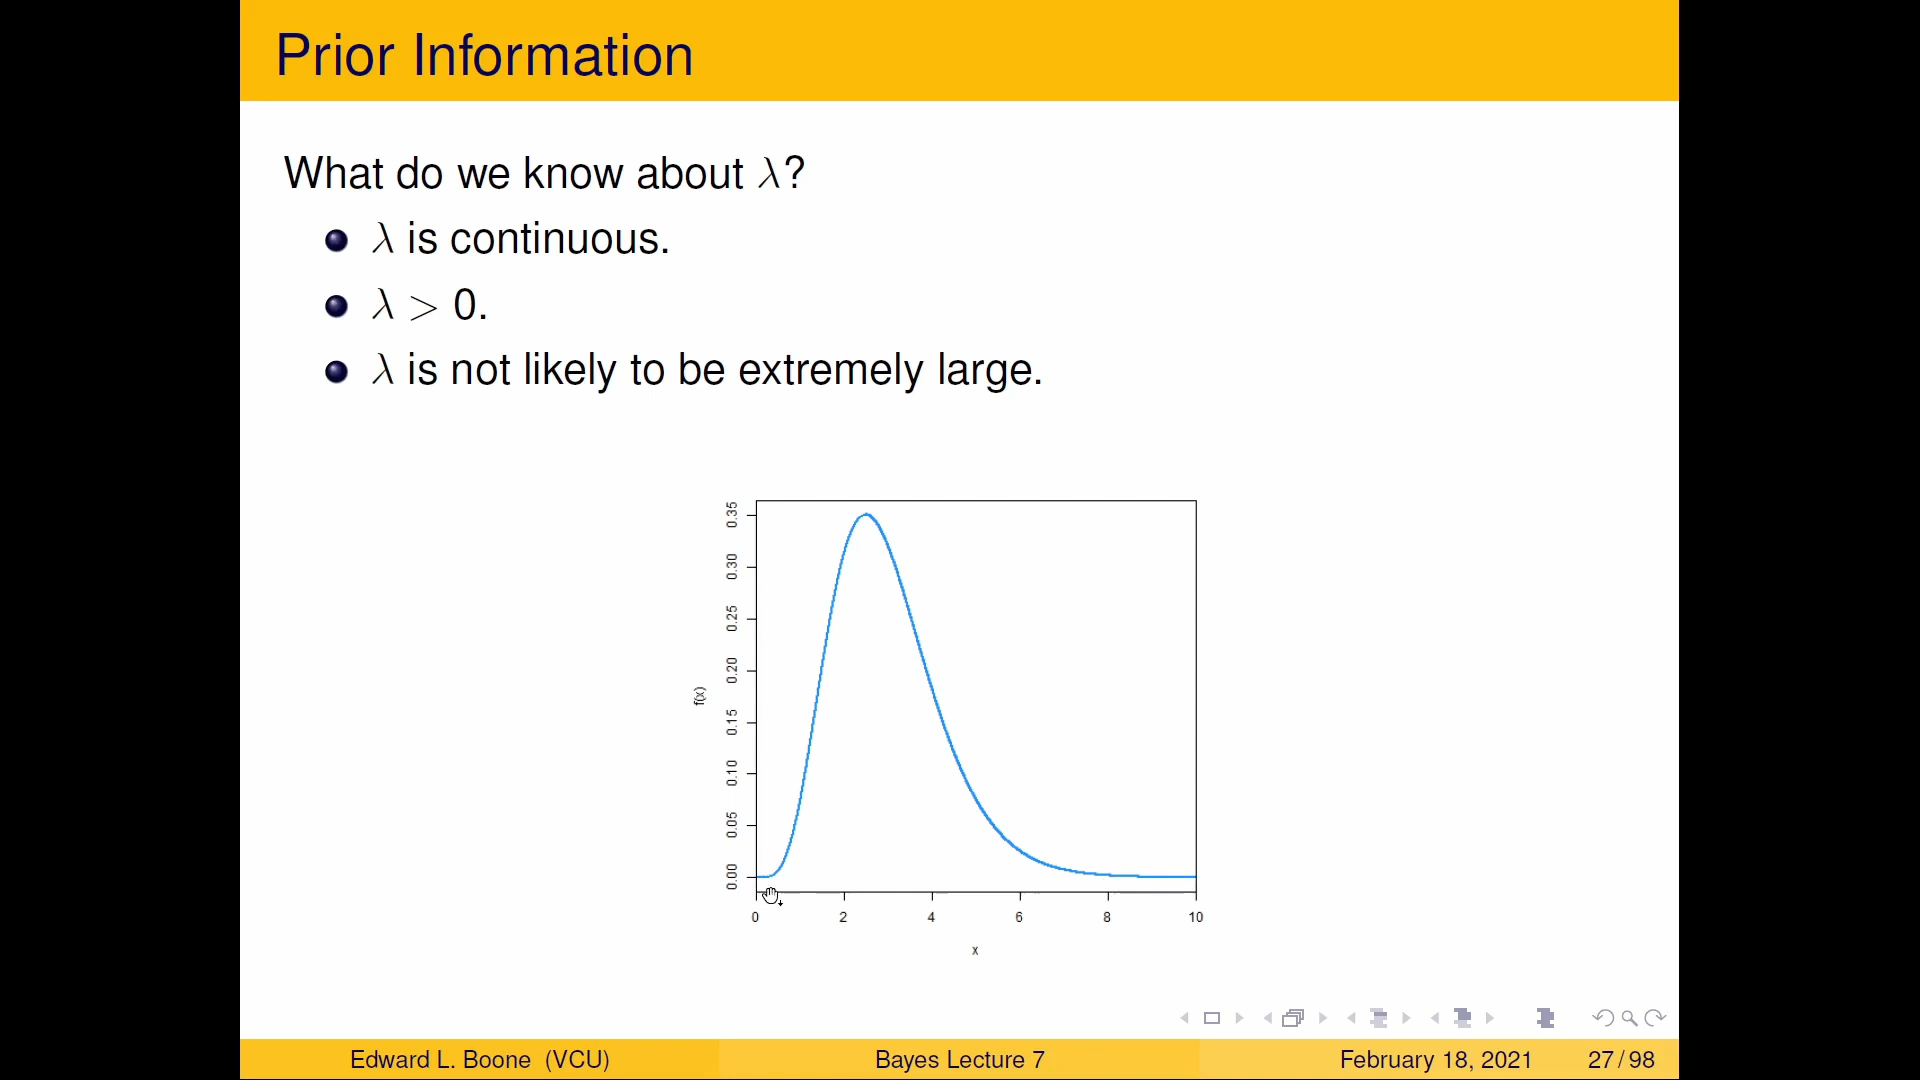 Prior Information
What do we know about λ?
λ is continuous.
λ > 0.
λ is not likely to be extremely large.
0.35
0.30
0.25
0.20
0.15
0.10
0.05
0.00
f(x)
0 2 4 6 8 10
x
Edward L. Boone (VCU) Bayes Lecture 7 February 18, 2021 27 / 98